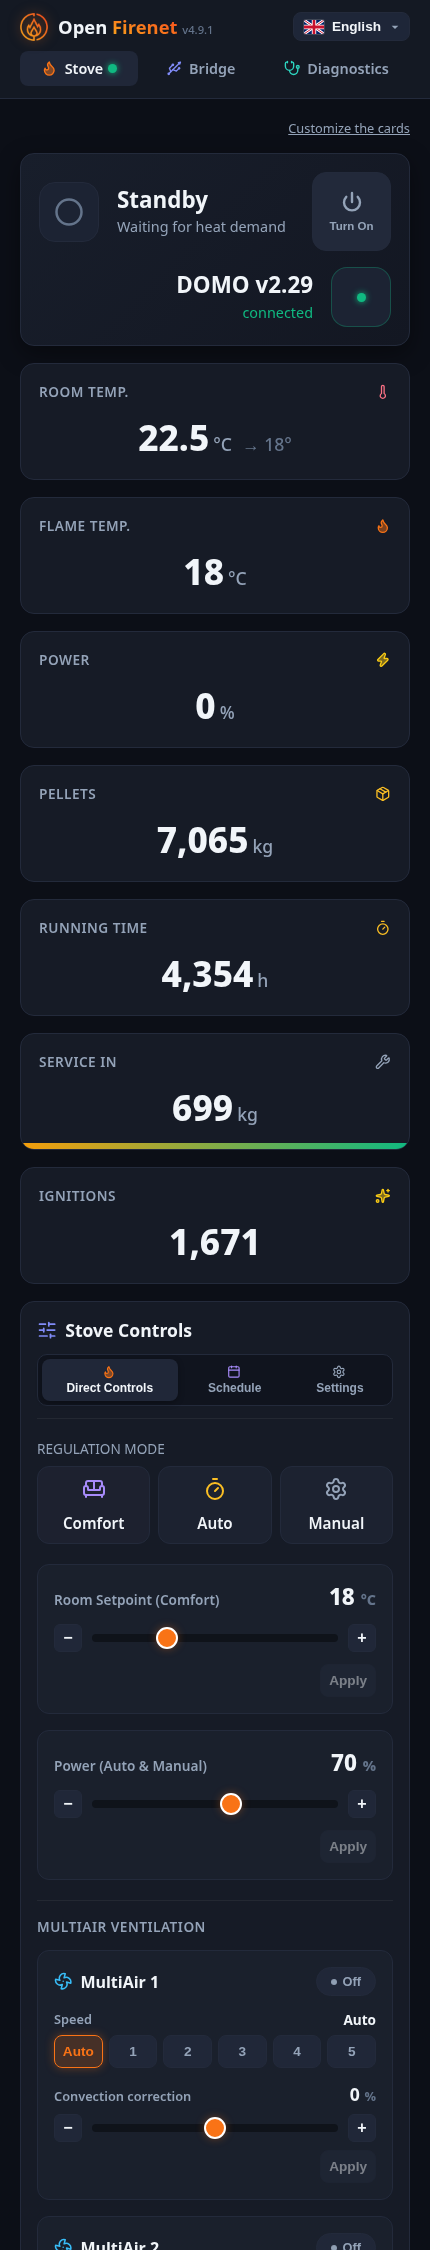 Open Firenet v4.9.1
English
Stove
Bridge
Diagnostics
Customize the cards
Standby
Waiting for heat demand
Turn On
DOMO v2.29
connected
ROOM TEMP.
22.5 °C → 18°
FLAME TEMP.
18 °C
POWER
0 %
PELLETS
7,065 kg
RUNNING TIME
4,354 h
SERVICE IN
699 kg
IGNITIONS
1,671
Stove Controls
Direct Controls
Schedule
Settings
REGULATION MODE
Comfort
Auto
Manual
Room Setpoint (Comfort)
18 °C
− +
Apply
Power (Auto & Manual)
70 %
− +
Apply
MULTIAIR VENTILATION
MultiAir 1
Off
Speed
Auto
Auto 1 2 3 4 5
Convection correction
0 %
− +
Apply
MultiAir 2
Off